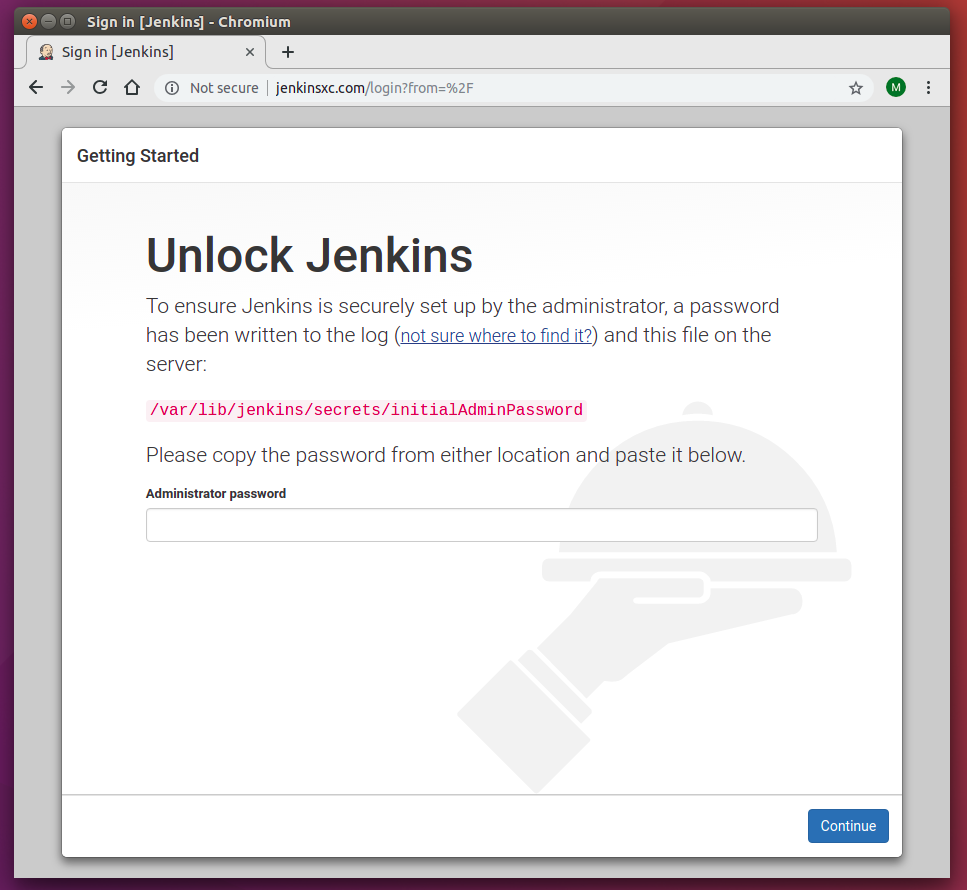 Sign in [Jenkins] - Chromium
Sign in [Jenkins]
Not secure | jenkinsxc.com/login?from=%2F
M
Getting Started
Unlock Jenkins
To ensure Jenkins is securely set up by the administrator, a password
has been written to the log (not sure where to find it?) and this file on the
server:
/var/lib/jenkins/secrets/initialAdminPassword
Please copy the password from either location and paste it below.
Administrator password
Continue